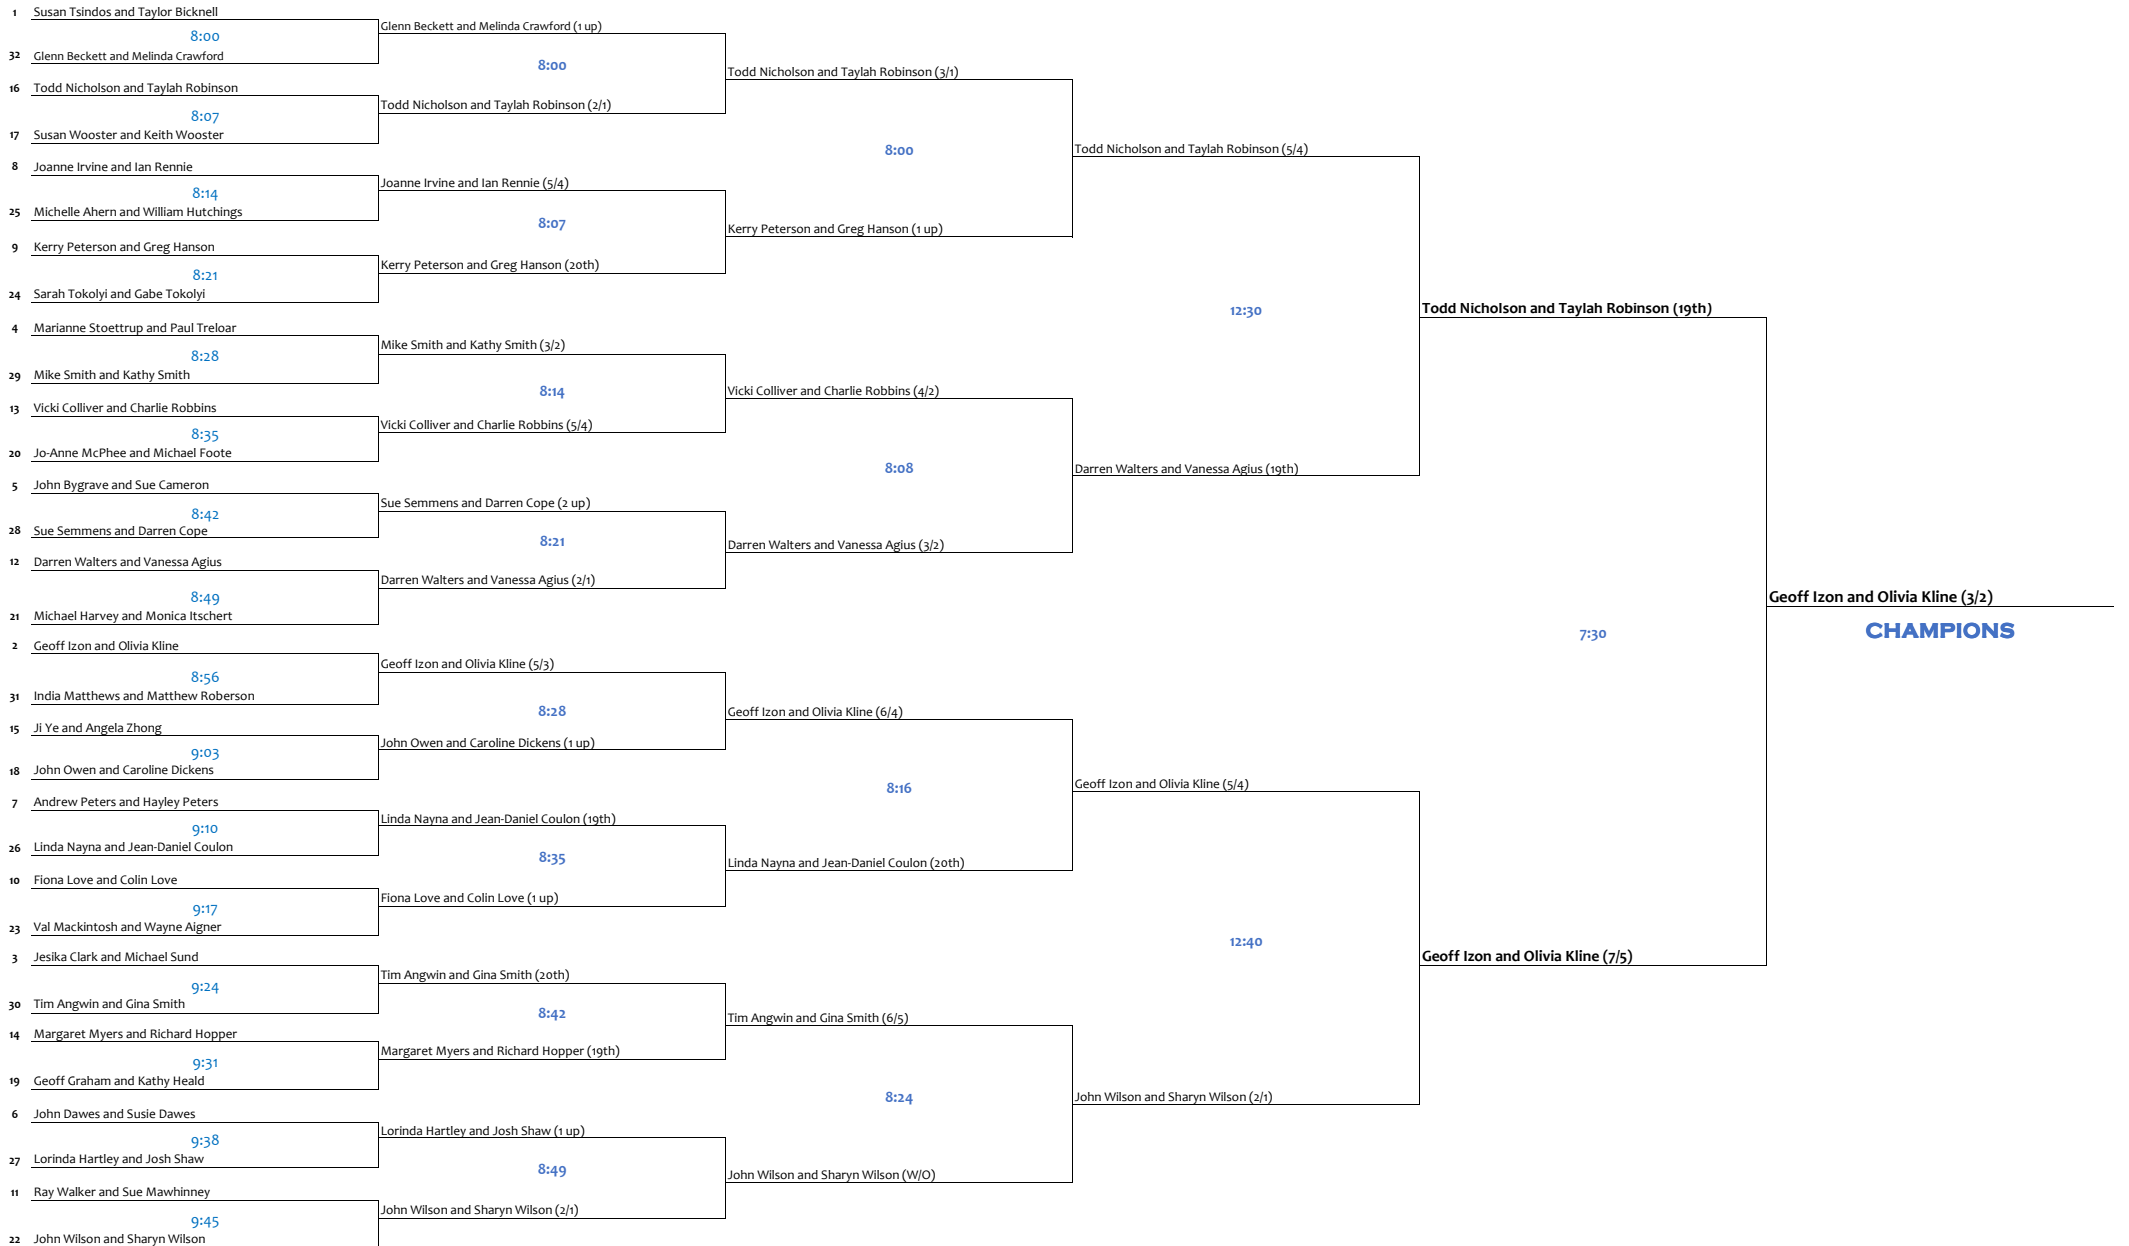 1 Susan Tsindos and Taylor Bicknell
8:00
32 Glenn Beckett and Melinda Crawford
16 Todd Nicholson and Taylah Robinson
8:07
17 Susan Wooster and Keith Wooster
8 Joanne Irvine and Ian Rennie
8:14
25 Michelle Ahern and William Hutchings
9 Kerry Peterson and Greg Hanson
8:21
24 Sarah Tokolyi and Gabe Tokolyi
4 Marianne Stoettrup and Paul Treloar
8:28
29 Mike Smith and Kathy Smith
13 Vicki Colliver and Charlie Robbins
8:35
20 Jo-Anne McPhee and Michael Foote
5 John Bygrave and Sue Cameron
8:42
28 Sue Semmens and Darren Cope
12 Darren Walters and Vanessa Agius
8:49
21 Michael Harvey and Monica Itschert
2 Geoff Izon and Olivia Kline
8:56
31 India Matthews and Matthew Roberson
15 Ji Ye and Angela Zhong
9:03
18 John Owen and Caroline Dickens
7 Andrew Peters and Hayley Peters
9:10
26 Linda Nayna and Jean-Daniel Coulon
10 Fiona Love and Colin Love
9:17
23 Val Mackintosh and Wayne Aigner
3 Jesika Clark and Michael Sund
9:24
30 Tim Angwin and Gina Smith
14 Margaret Myers and Richard Hopper
9:31
19 Geoff Graham and Kathy Heald
6 John Dawes and Susie Dawes
9:38
27 Lorinda Hartley and Josh Shaw
11 Ray Walker and Sue Mawhinney
9:45
22 John Wilson and Sharyn Wilson
Glenn Beckett and Melinda Crawford (1 up)
8:00
Todd Nicholson and Taylah Robinson (2/1)
Joanne Irvine and Ian Rennie (5/4)
8:07
Kerry Peterson and Greg Hanson (20th)
Mike Smith and Kathy Smith (3/2)
8:14
Vicki Colliver and Charlie Robbins (5/4)
Sue Semmens and Darren Cope (2 up)
8:21
Darren Walters and Vanessa Agius (2/1)
Geoff Izon and Olivia Kline (5/3)
8:28
John Owen and Caroline Dickens (1 up)
Linda Nayna and Jean-Daniel Coulon (19th)
8:35
Fiona Love and Colin Love (1 up)
Tim Angwin and Gina Smith (20th)
8:42
Margaret Myers and Richard Hopper (19th)
Lorinda Hartley and Josh Shaw (1 up)
8:49
John Wilson and Sharyn Wilson (2/1)
Todd Nicholson and Taylah Robinson (3/1)
8:00
Kerry Peterson and Greg Hanson (1 up)
Vicki Colliver and Charlie Robbins (4/2)
8:08
Darren Walters and Vanessa Agius (3/2)
Geoff Izon and Olivia Kline (6/4)
8:16
Linda Nayna and Jean-Daniel Coulon (20th)
Tim Angwin and Gina Smith (6/5)
8:24
John Wilson and Sharyn Wilson (W/O)
Todd Nicholson and Taylah Robinson (5/4)
12:30
Darren Walters and Vanessa Agius (19th)
Geoff Izon and Olivia Kline (5/4)
12:40
John Wilson and Sharyn Wilson (2/1)
Todd Nicholson and Taylah Robinson (19th)
7:30
Geoff Izon and Olivia Kline (7/5)
Geoff Izon and Olivia Kline (3/2)
CHAMPIONS